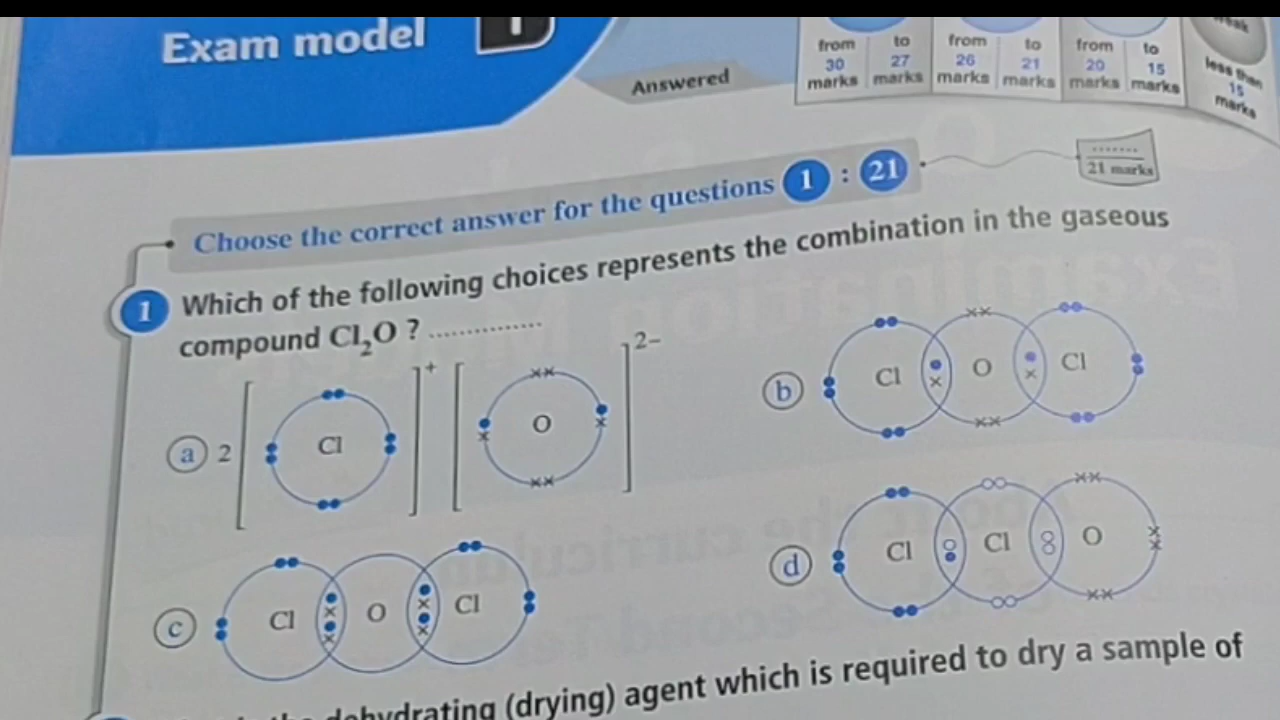 Exam model 1
Answered
from 30 marks to 27 marks from 26 marks to 21 marks from 20 marks to 15 marks less than 15 marks
.......
21 marks
Choose the correct answer for the questions 1 : 21
1 Which of the following choices represents the combination in the gaseous
compound Cl₂O ? ...............
a 2 [ Cl ]⁺ [ O ]²⁻
b Cl O Cl
c Cl O Cl
d Cl Cl O
dehydrating (drying) agent which is required to dry a sample of